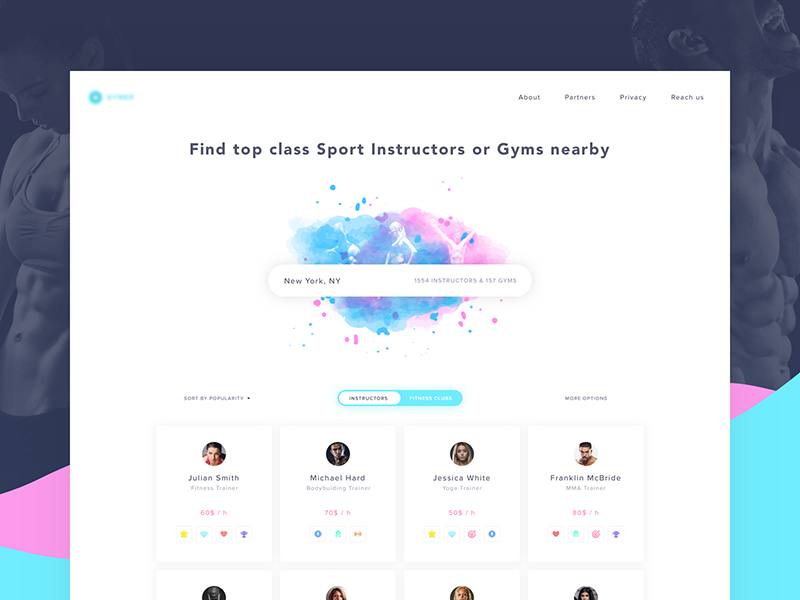 About Partners Privacy Reach us
Find top class Sport Instructors or Gyms nearby
New York, NY 1554 INSTRUCTORS & 157 GYMS
SORT BY POPULARITY INSTRUCTORS FITNESS CLUBS MORE OPTIONS
Julian Smith Michael Hard Jessica White Franklin McBride
Fitness Trainer Bodybuiding Trainer Yoga Trainer MMA Trainer
60$ / h 70$ / h 50$ / h 80$ / h